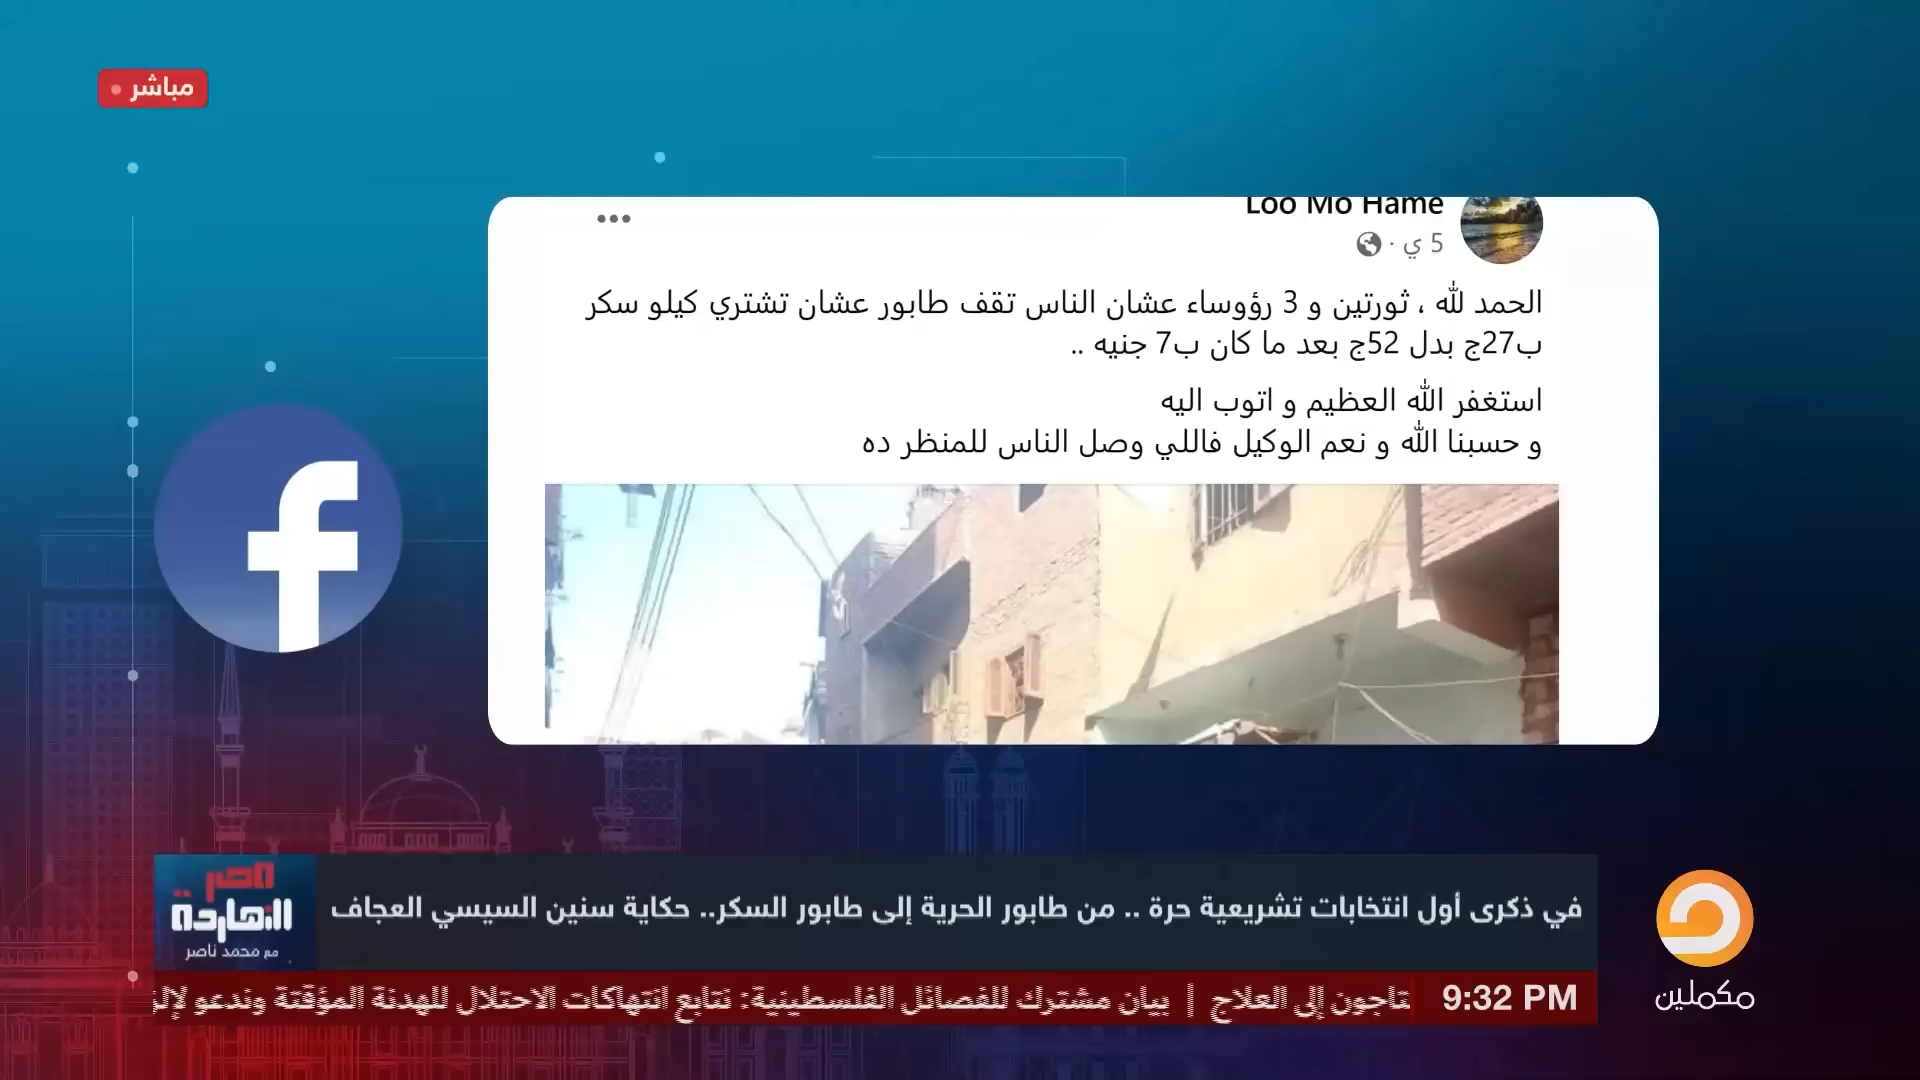 مباشر
Loo Mo Hame
5 ي ·
الحمد لله ، ثورتين و 3 رؤوساء عشان الناس تقف طابور عشان تشتري كيلو سكر
ب27ج بدل 52ج بعد ما كان ب7 جنيه ..
استغفر الله العظيم و اتوب اليه
و حسبنا الله و نعم الوكيل فاللي وصل الناس للمنظر ده
مصر
النهاردة
مع محمد ناصر
في ذكرى أول انتخابات تشريعية حرة .. من طابور الحرية إلى طابور السكر.. حكاية سنين السيسي العجاف
إلى العلاج | بيان مشترك للفصائل الفلسطينية: نتابع انتهاكات الاحتلال للهدنة المؤقتة وندعو
9:32 PM
مكملين